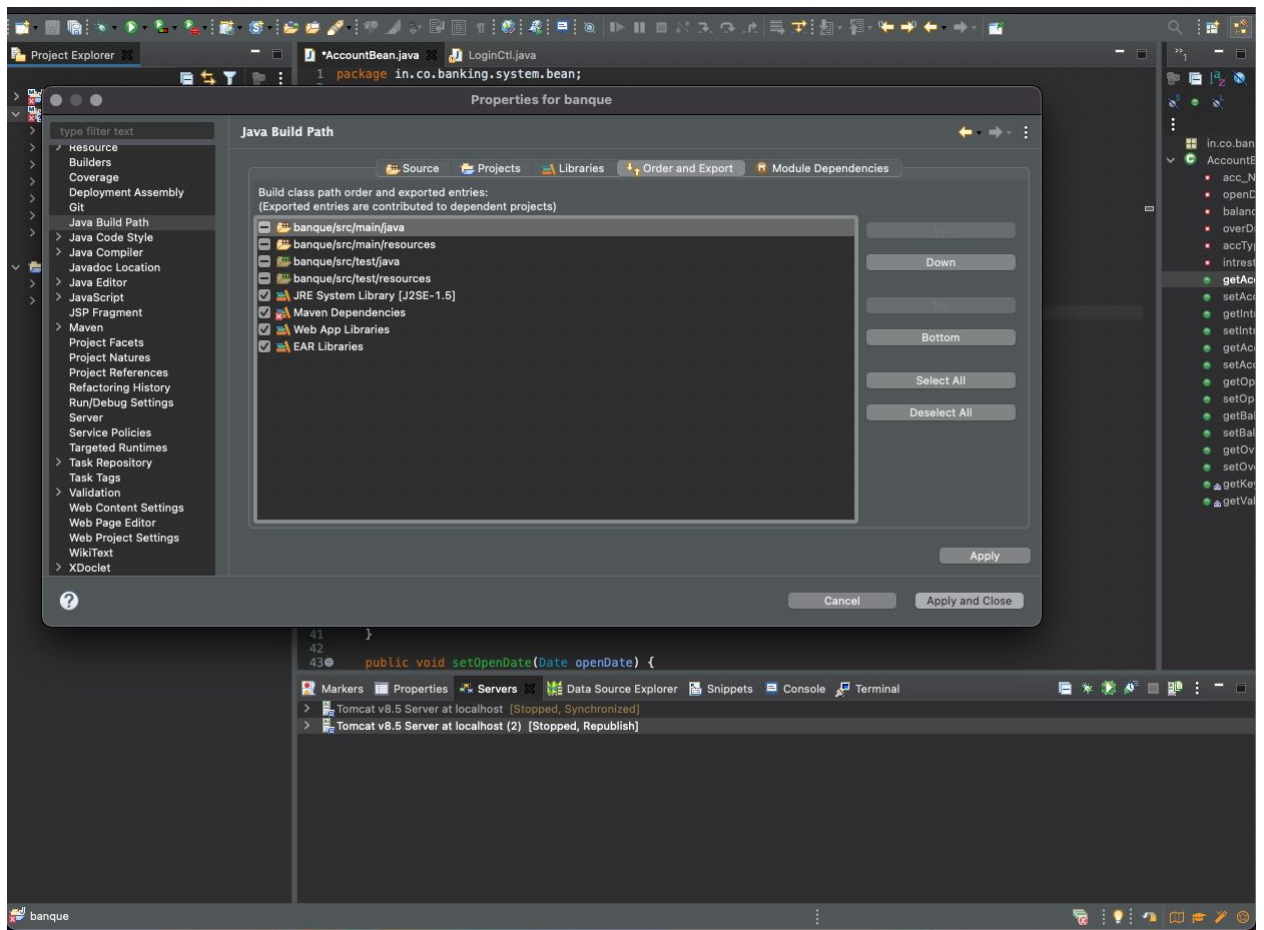 Project Explorer
*AccountBean.java
LoginCtl.java
1 package in.co.banking.system.bean;
Properties for banque
type filter text
Java Build Path
Resource
Builders
Coverage
Deployment Assembly
Git
Java Build Path
Java Code Style
Java Compiler
Javadoc Location
Java Editor
JavaScript
JSP Fragment
Maven
Project Facets
Project Natures
Project References
Refactoring History
Run/Debug Settings
Server
Service Policies
Targeted Runtimes
Task Repository
Task Tags
Validation
Web Content Settings
Web Page Editor
Web Project Settings
WikiText
XDoclet
Source
Projects
Libraries
Order and Export
Module Dependencies
Build class path order and exported entries:
(Exported entries are contributed to dependent projects)
banque/src/main/java
banque/src/main/resources
banque/src/test/java
banque/src/test/resources
JRE System Library [J2SE-1.5]
Maven Dependencies
Web App Libraries
EAR Libraries
Up
Down
Top
Bottom
Select All
Deselect All
Apply
Cancel
Apply and Close
in.co.ban
AccountB
acc_N
openD
balanc
overDr
accTyp
intrest
getAcc
setAcc
getIntr
setIntr
getAcc
setAcc
getOp
setOp
getBal
setBal
getOv
setOv
getKey
getVal
41 }
42
43 public void setOpenDate(Date openDate) {
Markers
Properties
Servers
Data Source Explorer
Snippets
Console
Terminal
Tomcat v8.5 Server at localhost [Stopped, Synchronized]
Tomcat v8.5 Server at localhost (2) [Stopped, Republish]
banque